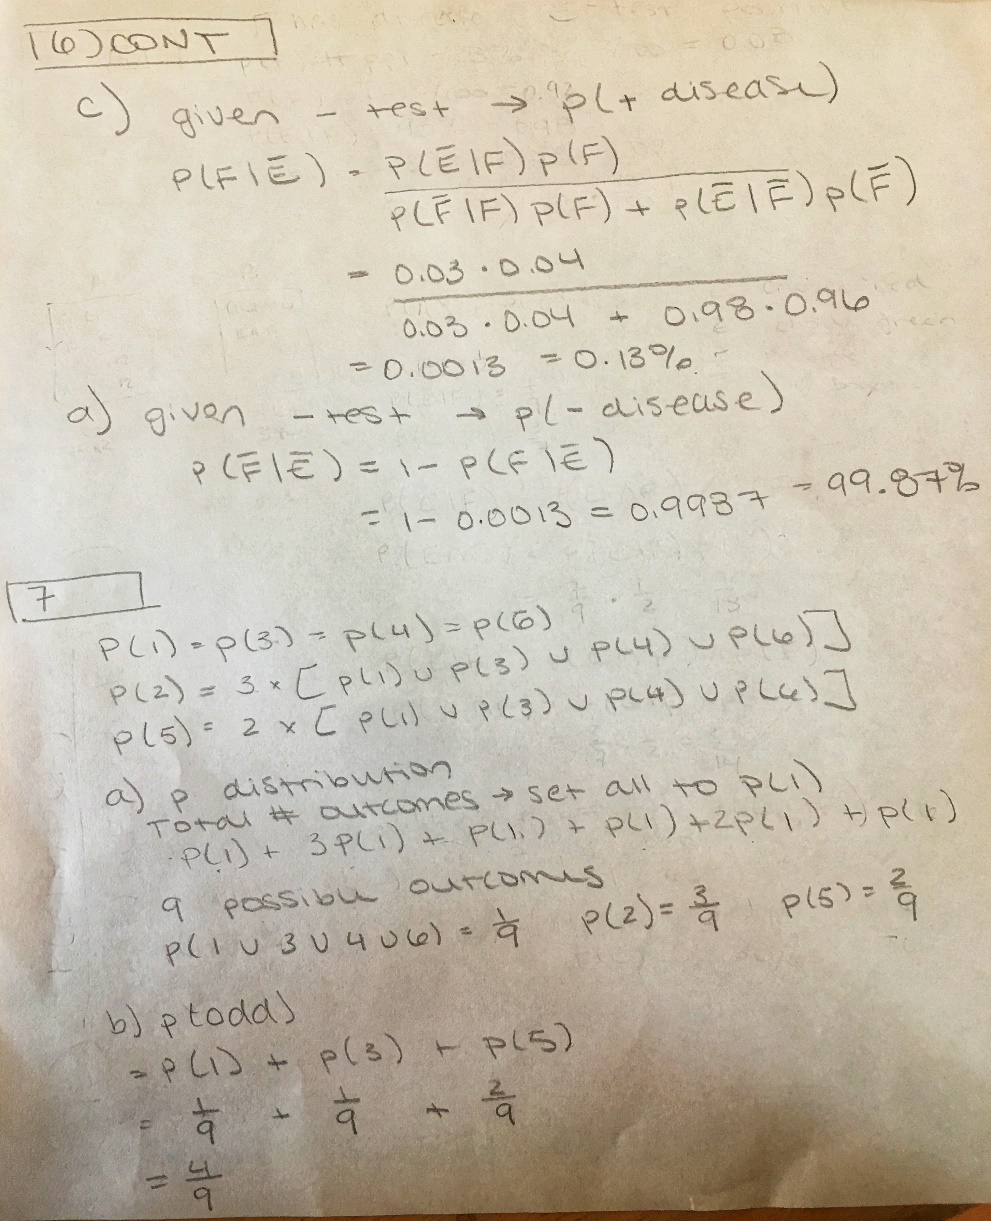 16) CONT
c) given - test → p(+ disease)
P(F|Ē) = P(Ē|F) p(F)
p(F̄|F) p(F) + p(Ē|F̄) p(F̄)
= 0.03 · 0.04
0.03 · 0.04 + 0.98 · 0.96
= 0.0013 = 0.13%
a) given - test → p(- disease)
P(F̄|Ē) = 1 - P(F|Ē)
= 1 - 0.0013 = 0.9987 = 99.87%
7
P(1) = p(3) = p(4) = p(6)
P(2) = 3 × [ p(1) ∪ p(3) ∪ p(4) ∪ p(6) ]
p(5) = 2 × [ p(1) ∪ p(3) ∪ p(4) ∪ p(6) ]
a) p distribution
Total # outcomes → set all to p(1)
P(1) + 3P(1) + P(1) + P(1) + 2P(1) + p(1)
9 possible outcomes
P(1 ∪ 3 ∪ 4 ∪ 6) = 1/9 P(2) = 3/9 P(5) = 2/9
b) p(odd)
= P(1) + P(3) + P(5)
= 1/9 + 1/9 + 2/9
= 4/9